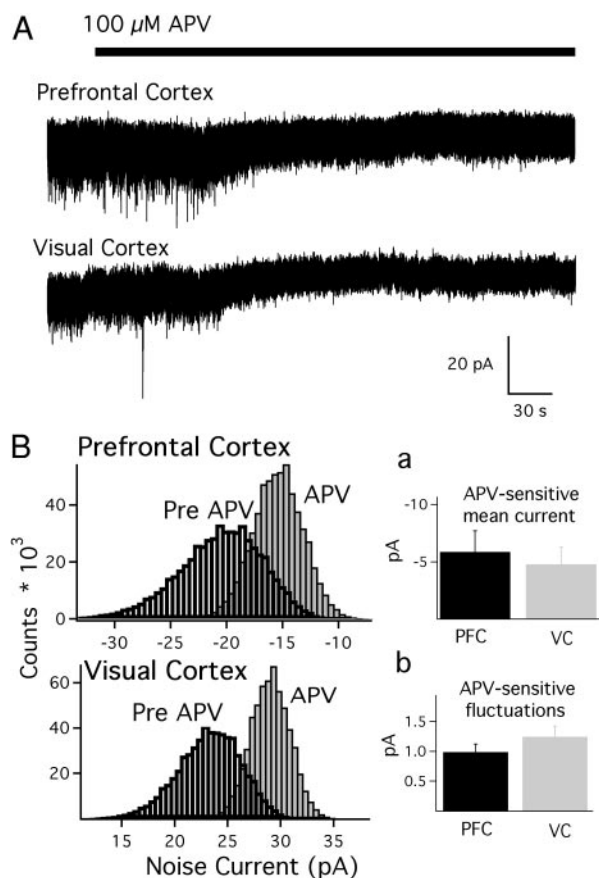 A
100 µM APV
Prefrontal Cortex
Visual Cortex
20 pA
30 s
B
Prefrontal Cortex
Pre APV
APV
40
20
0
-30 -25 -20 -15 -10
Counts * 10³
Visual Cortex
Pre APV
APV
60
40
20
15 20 25 30 35
Noise Current (pA)
a
APV-sensitive
mean current
-10
-5
pA
PFC VC
b
APV-sensitive
fluctuations
1.5
1.0
0.5
pA
PFC VC